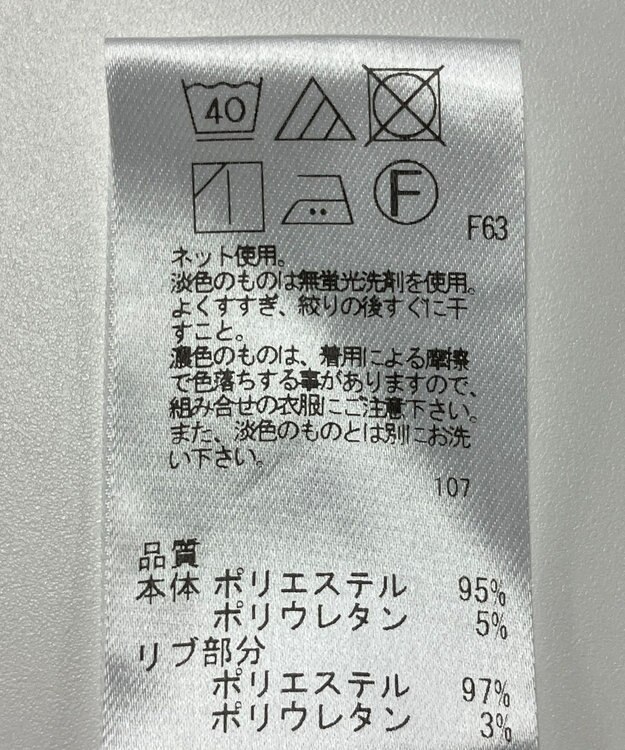 40
F
F63
ネット使用。
淡色のものは無蛍光洗剤を使用。
よくすすぎ、絞りの後すぐに干
すこと。
濃色のものは、着用による摩擦
で色落ちする事がありますので、
組み合せの衣服にご注意下さい。
また、淡色のものとは別にお洗
い下さい。
107
品質
本体 ポリエステル 95%
ポリウレタン 5%
リブ部分
ポリエステル 97%
ポリウレタン 3%